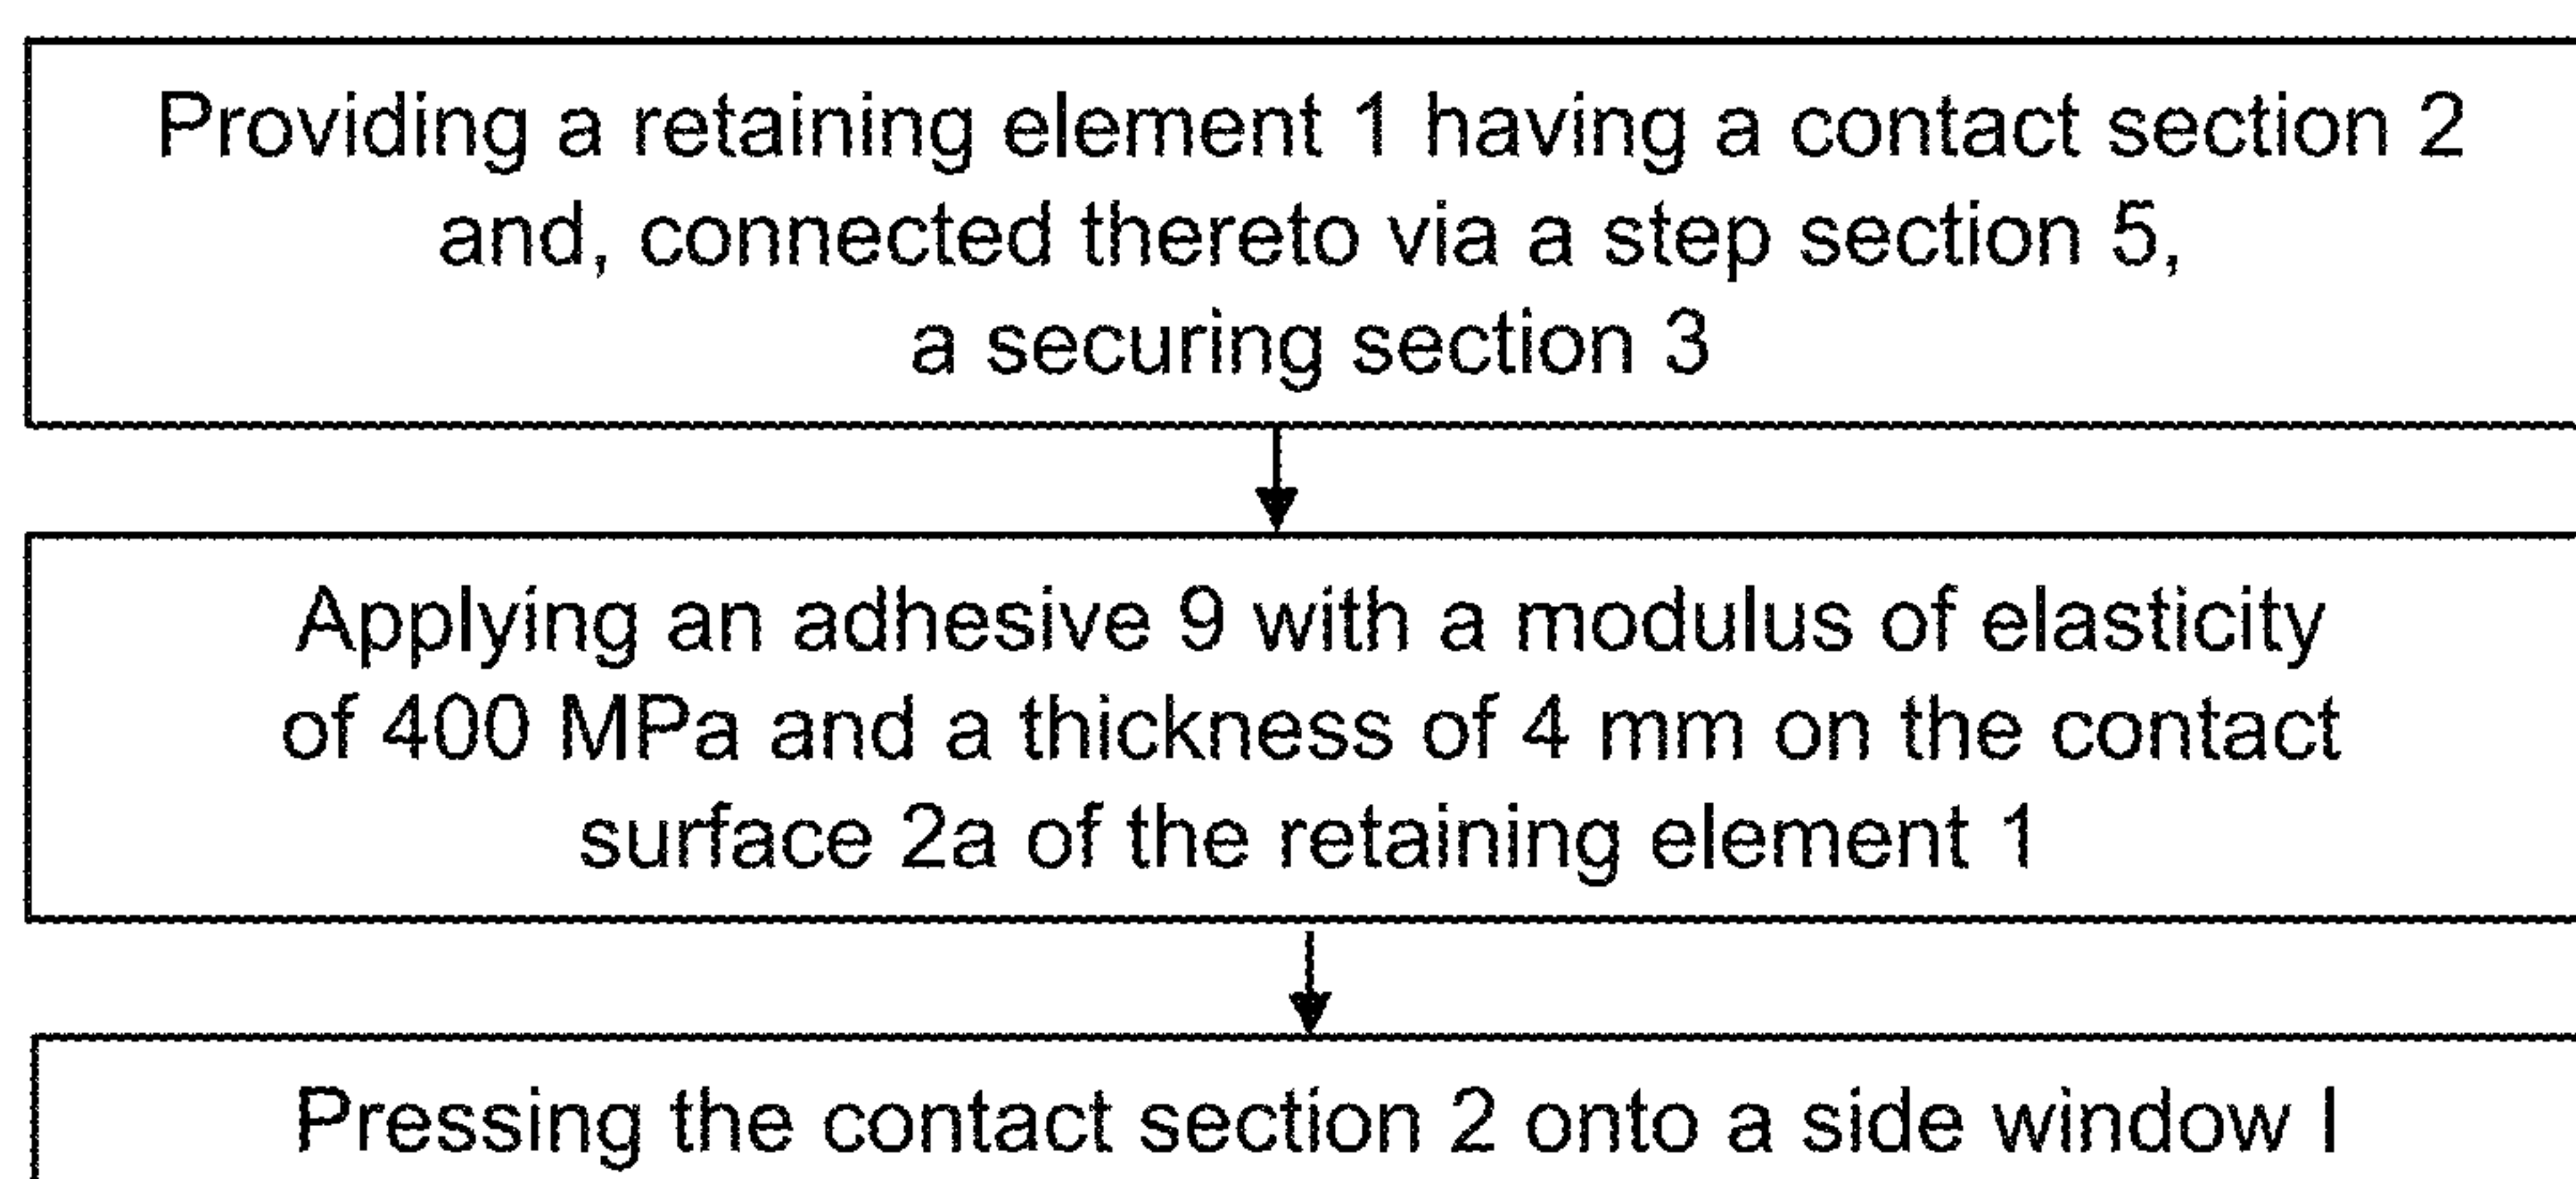 Providing a retaining element 1 having a contact section 2
and, connected thereto via a step section 5,
a securing section 3
Applying an adhesive 9 with a modulus of elasticity
of 400 MPa and a thickness of 4 mm on the contact
surface 2a of the retaining element 1
Pressing the contact section 2 onto a side window I